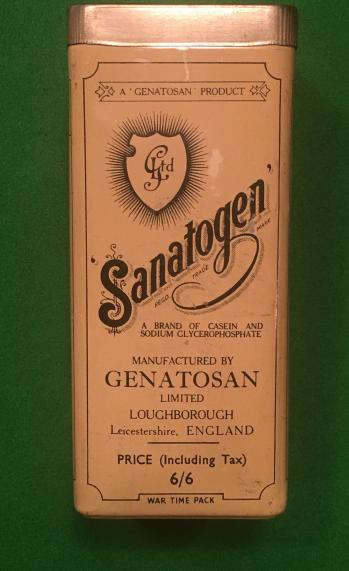 A 'GENATOSAN' PRODUCT
G Ltd
'Sanatogen'
REGD. TRADE MARK
A BRAND OF CASEIN AND
SODIUM GLYCEROPHOSPHATE
MANUFACTURED BY
GENATOSAN
LIMITED
LOUGHBOROUGH
Leicestershire, ENGLAND
PRICE (Including Tax)
6/6
WAR TIME PACK